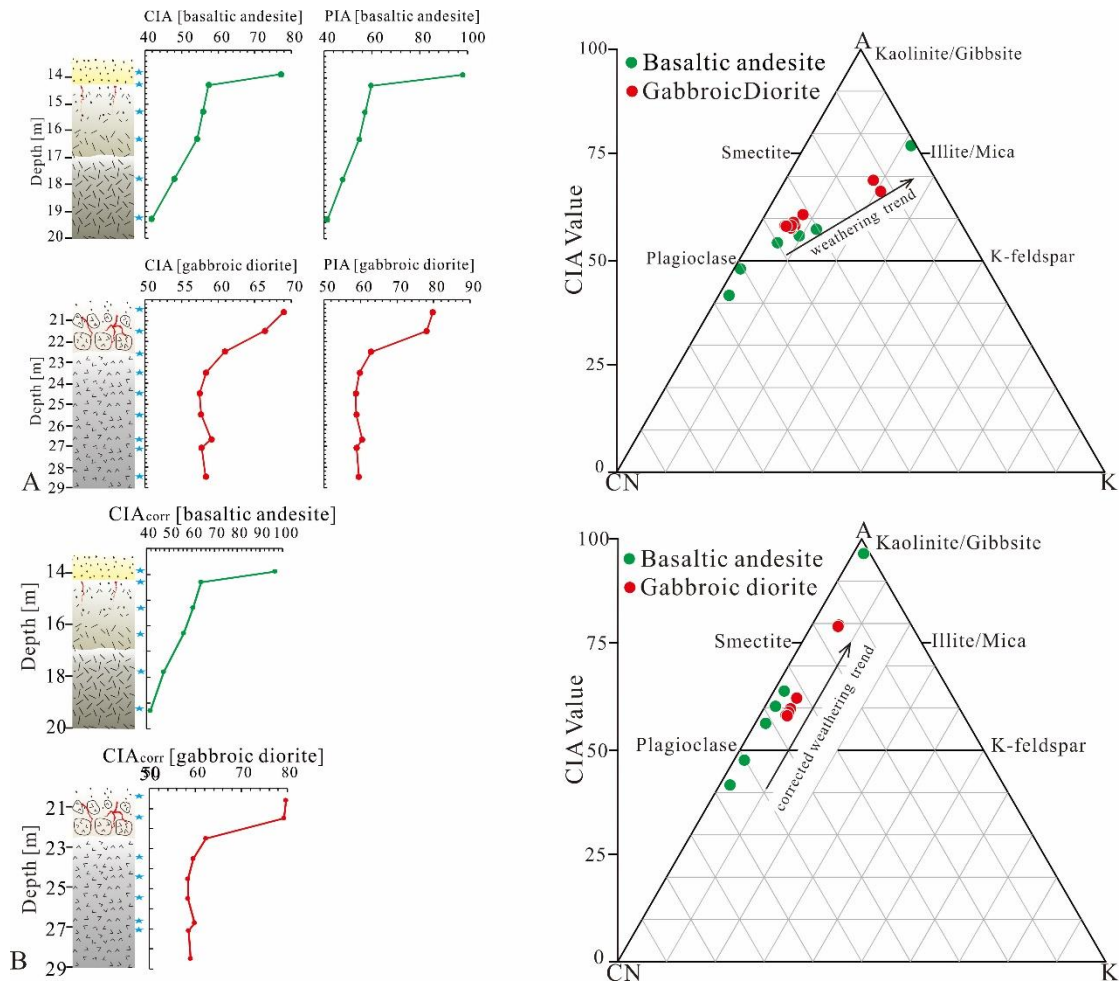 CIA [basaltic andesite]
PIA [basaltic andesite]
40 50 60 70 80
40 60 80 100
Depth [m]
14
15
16
17
18
19
20
CIA [gabbroic diorite]
PIA [gabbroic diorite]
50 55 60 65 70
50 60 70 80 90
Depth [m]
21
22
23
24
25
26
27
28
29
A
Basaltic andesite
GabbroicDiorite
CIA Value
100
75
50
25
0
A
Kaolinite/Gibbsite
Smectite
Illite/Mica
weathering trend
Plagioclase
K-feldspar
CN
K
CIAcorr [basaltic andesite]
40 50 60 70 80 90 100
Depth [m]
14
16
18
20
CIAcorr [gabbroic diorite]
50 60 70 80
Depth [m]
21
23
25
27
29
B
Basaltic andesite
Gabbroic diorite
CIA Value
100
75
50
25
0
A
Kaolinite/Gibbsite
Smectite
Illite/Mica
corrected weathering trend
Plagioclase
K-feldspar
CN
K